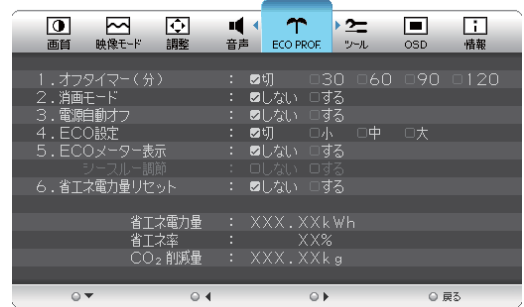 画質 映像モード 調整 音声 ECO PROF. ツール OSD 情報
1.オフタイマー(分) : ☑切 □30 □60 □90 □120
2.消画モード : ☑しない □する
3.電源自動オフ : ☑しない □する
4.ECO設定 : ☑切 □小 □中 □大
5.ECOメーター表示 : ☑しない □する
シースルー調節 : □しない □する
6.省エネ電力量リセット : ☑しない □する
省エネ電力量 : XXX.XXkWh
省エネ率 : XX%
CO₂削減量 : XXX.XXkg
○▼ ○◀ ○▶ ○戻る